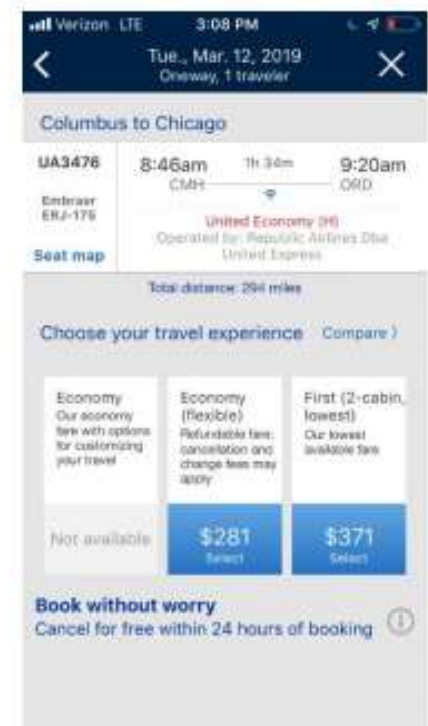 Verizon LTE 3:08 PM
Tue., Mar. 12, 2019
Oneway, 1 traveler
Columbus to Chicago
UA3476 8:46am 1h 34m 9:20am
CMH ORD
Embraer
ERJ-175
United Economy (H)
Operated by: Republic Airlines Dba
Seat map United Express
Total distance: 294 miles
Choose your travel experience Compare
Economy
Our economy
fare with options
for customizing
your travel
Not available
Economy
(flexible)
Refundable fare;
cancellation and
change fees may
apply
$281
Select
First (2-cabin,
lowest)
Our lowest
available fare
$371
Select
Book without worry
Cancel for free within 24 hours of booking